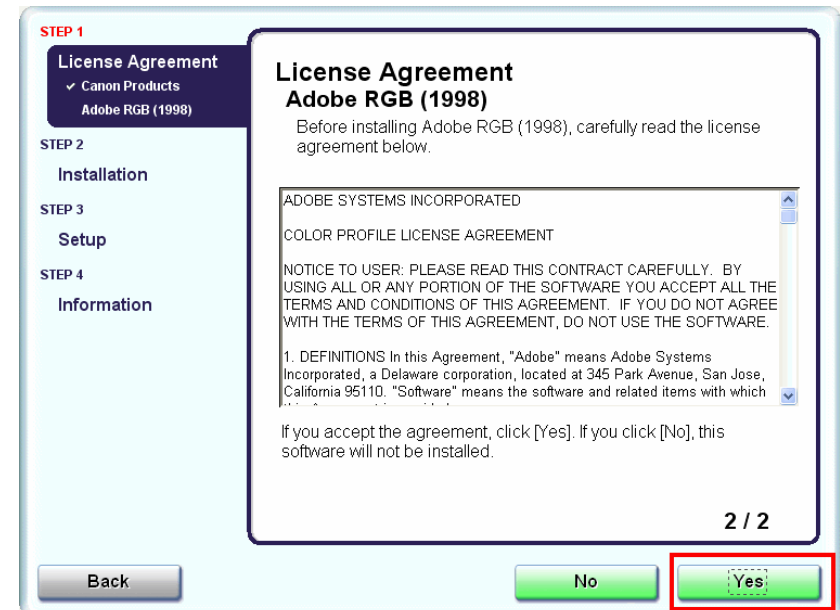 STEP 1
License Agreement
✓ Canon Products
Adobe RGB (1998)
STEP 2
Installation
STEP 3
Setup
STEP 4
Information
License Agreement
Adobe RGB (1998)
Before installing Adobe RGB (1998), carefully read the license
agreement below.
ADOBE SYSTEMS INCORPORATED
COLOR PROFILE LICENSE AGREEMENT
NOTICE TO USER: PLEASE READ THIS CONTRACT CAREFULLY. BY
USING ALL OR ANY PORTION OF THE SOFTWARE YOU ACCEPT ALL THE
TERMS AND CONDITIONS OF THIS AGREEMENT. IF YOU DO NOT AGREE
WITH THE TERMS OF THIS AGREEMENT, DO NOT USE THE SOFTWARE.
1. DEFINITIONS In this Agreement, "Adobe" means Adobe Systems
Incorporated, a Delaware corporation, located at 345 Park Avenue, San Jose,
California 95110. "Software" means the software and related items with which
If you accept the agreement, click [Yes]. If you click [No], this
software will not be installed.
2 / 2
Back
No
Yes